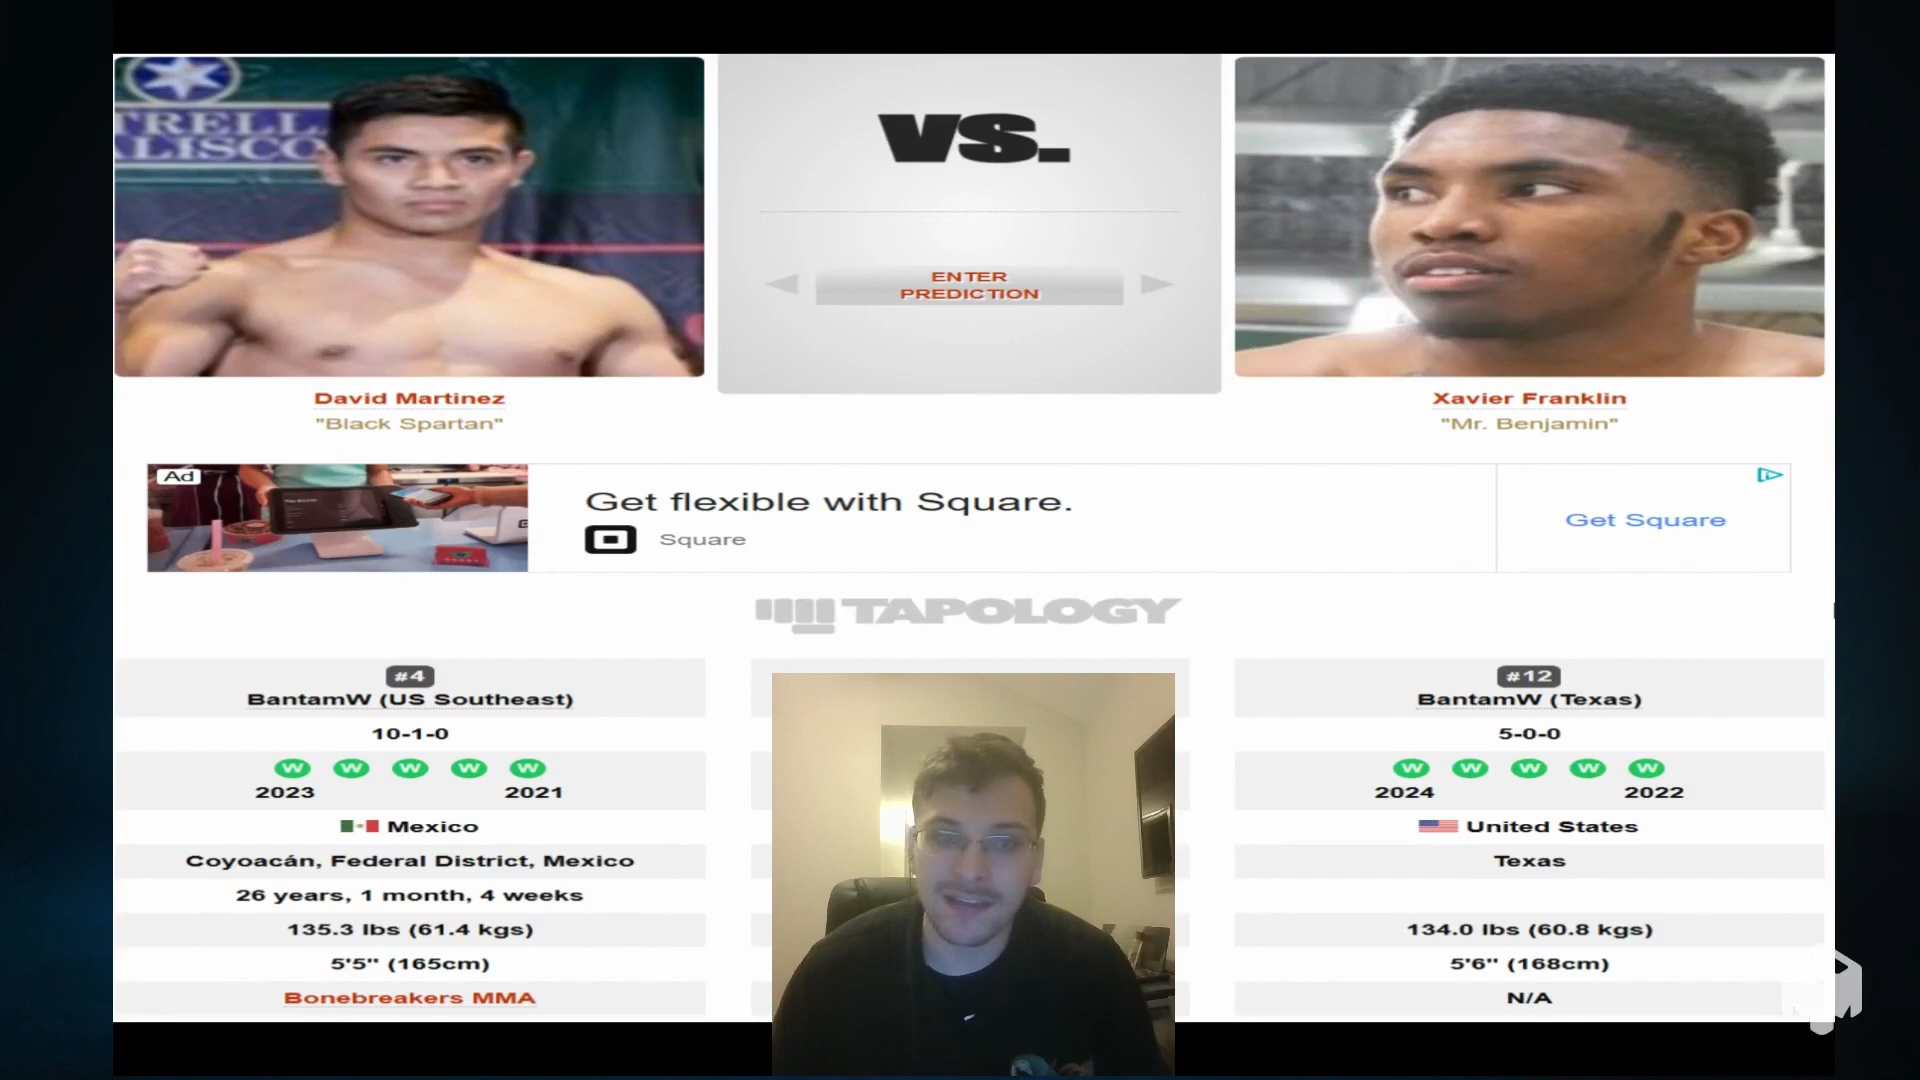 TRELL
ALISCO
VS.
ENTER
PREDICTION
David Martinez
"Black Spartan"
Xavier Franklin
"Mr. Benjamin"
Ad
Get flexible with Square.
Square
Get Square
TAPOLOGY
#4
BantamW (US Southeast)
10-1-0
W W W W W
2023 2021
Mexico
Coyoacán, Federal District, Mexico
26 years, 1 month, 4 weeks
135.3 lbs (61.4 kgs)
5'5" (165cm)
Bonebreakers MMA
#12
BantamW (Texas)
5-0-0
W W W W W
2024 2022
United States
Texas
134.0 lbs (60.8 kgs)
5'6" (168cm)
N/A